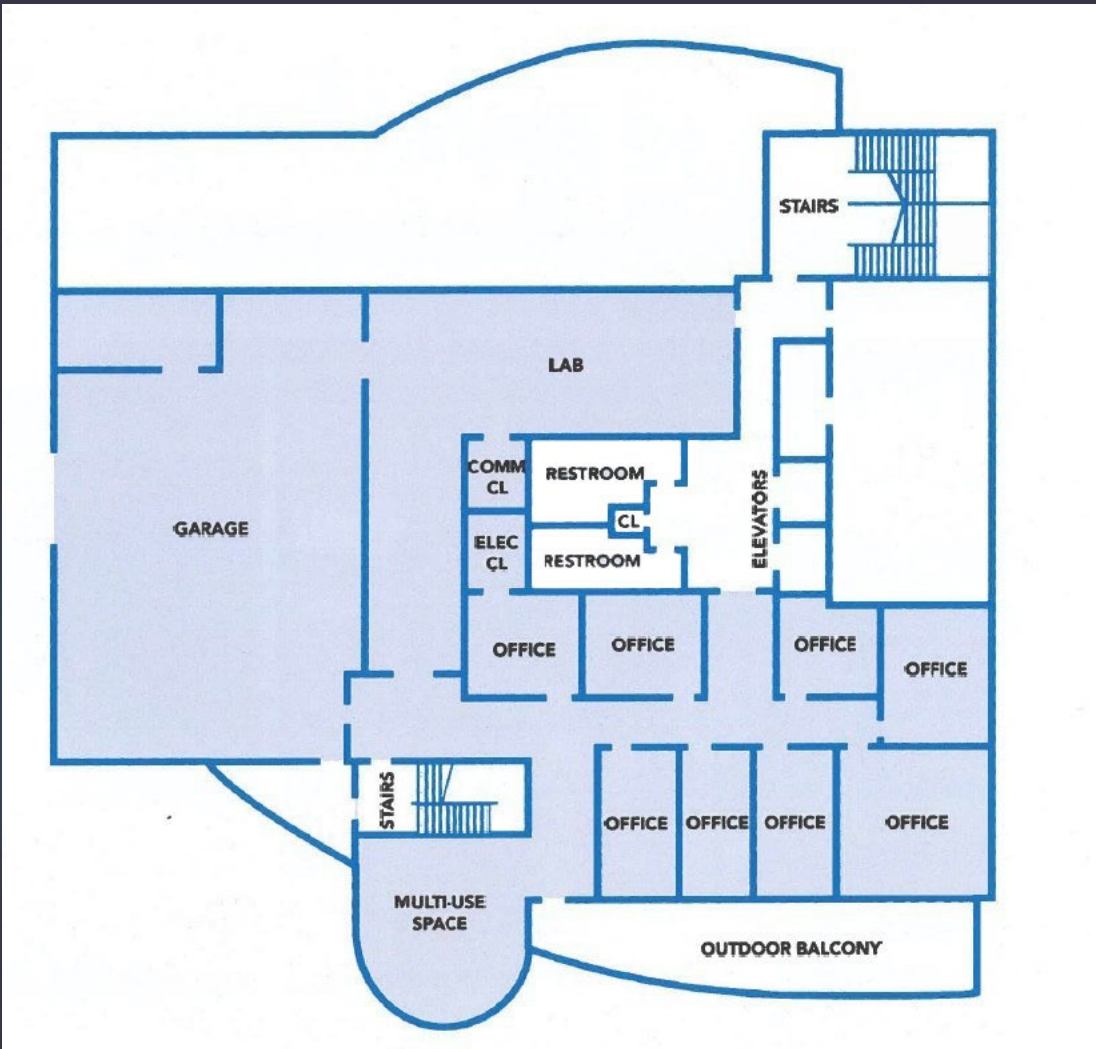 STAIRS
LAB
COMM
CL
RESTROOM
CL
ELEVATORS
GARAGE
ELEC
CL
RESTROOM
OFFICE
OFFICE
OFFICE
OFFICE
STAIRS
OFFICE
OFFICE
OFFICE
OFFICE
MULTI-USE
SPACE
OUTDOOR BALCONY